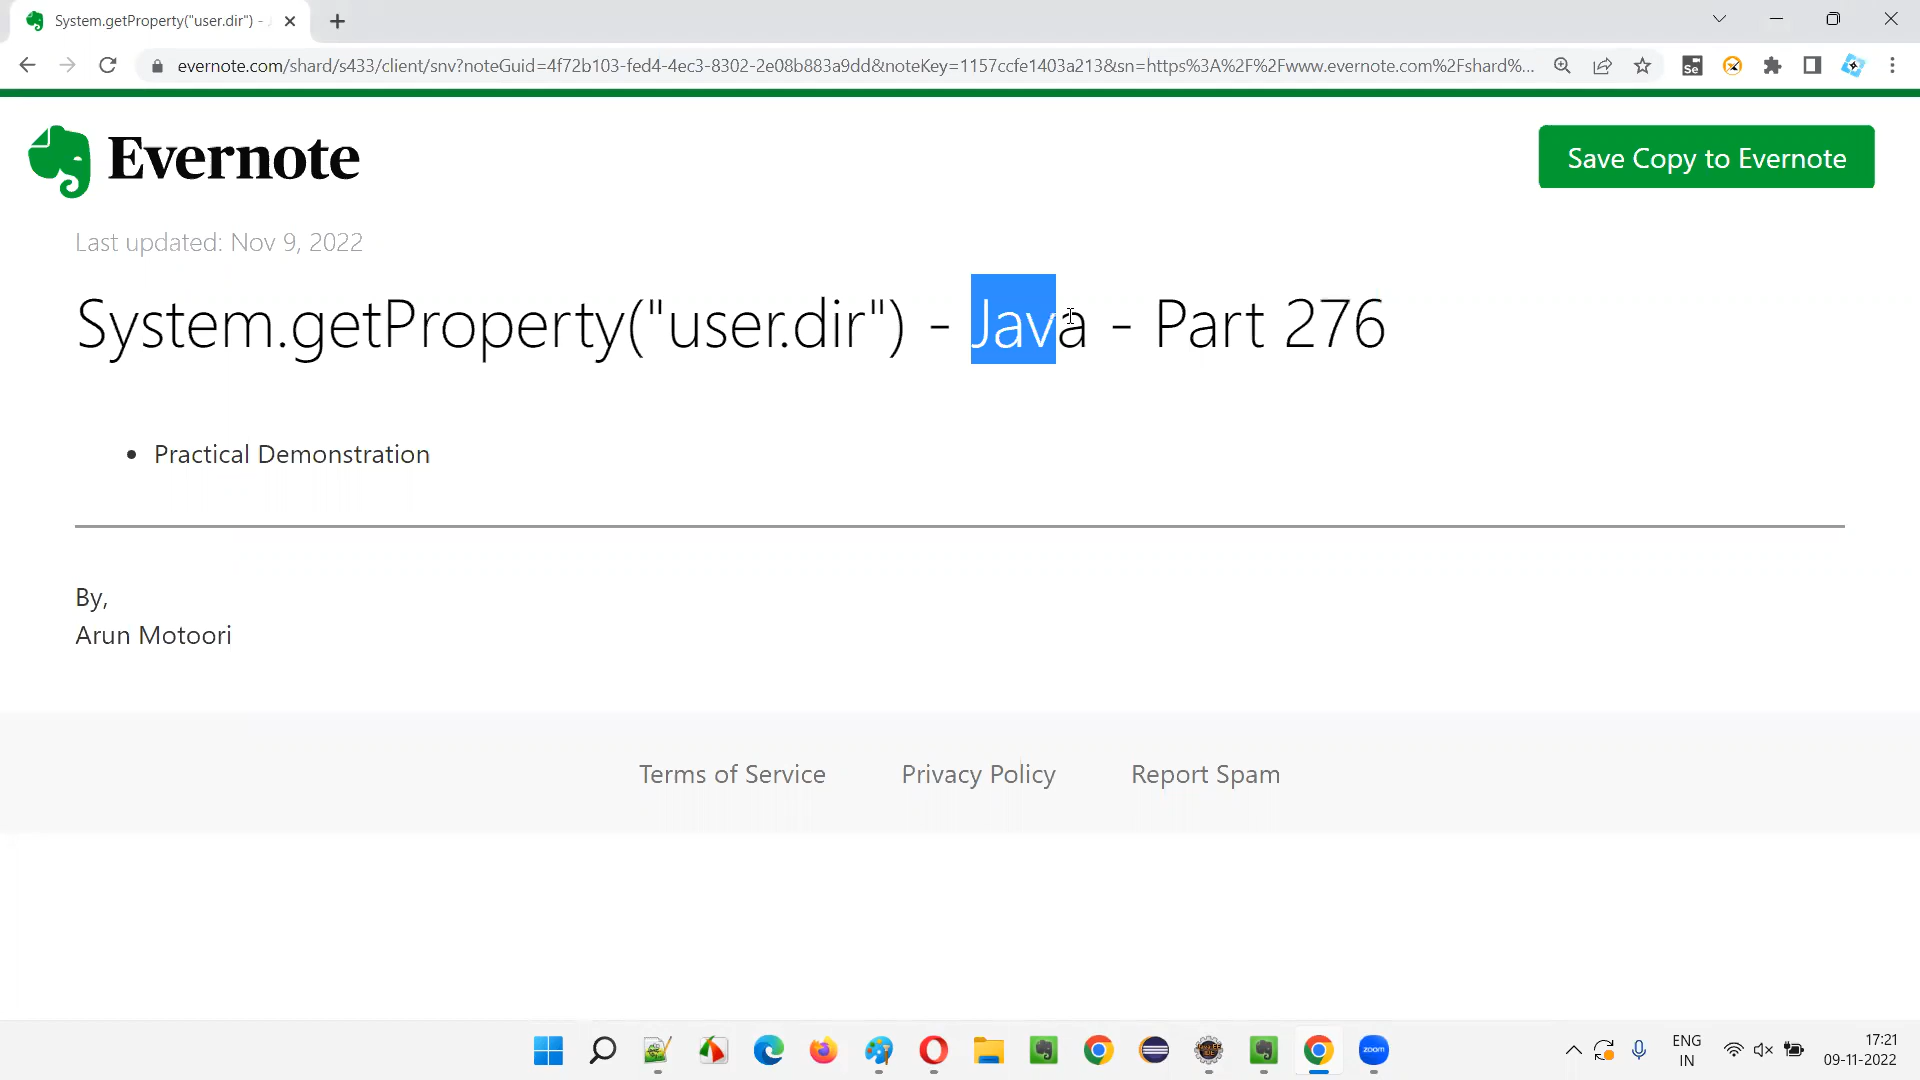 System.getProperty("user.dir") -
evernote.com/shard/s433/client/snv?noteGuid=4f72b103-fed4-4ec3-8302-2e08b883a9dd&noteKey=1157ccfe1403a213&sn=https%3A%2F%2Fwww.evernote.com%2Fshard%...
Se
Evernote
Save Copy to Evernote
Last updated: Nov 9, 2022
System.getProperty("user.dir") - Java - Part 276
• Practical Demonstration
By,
Arun Motoori
Terms of Service
Privacy Policy
Report Spam
zoom
ENG
IN
17:21
09-11-2022